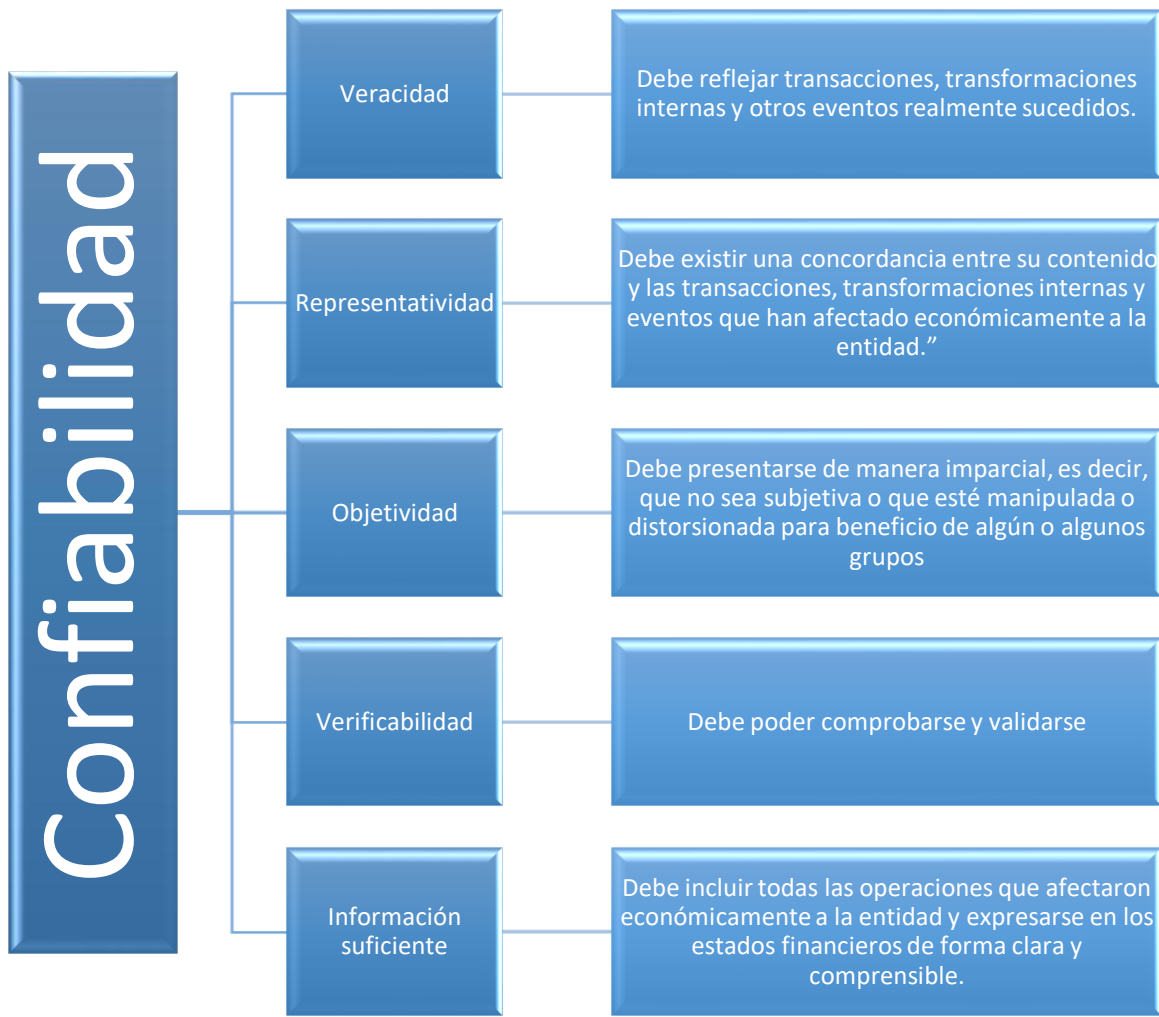 Confiabilidad
Veracidad
Debe reflejar transacciones, transformaciones
internas y otros eventos realmente sucedidos.
Representatividad
Debe existir una concordancia entre su contenido
y las transacciones, transformaciones internas y
eventos que han afectado económicamente a la
entidad.”
Objetividad
Debe presentarse de manera imparcial, es decir,
que no sea subjetiva o que esté manipulada o
distorsionada para beneficio de algún o algunos
grupos
Verificabilidad
Debe poder comprobarse y validarse
Información
suficiente
Debe incluir todas las operaciones que afectaron
económicamente a la entidad y expresarse en los
estados financieros de forma clara y
comprensible.